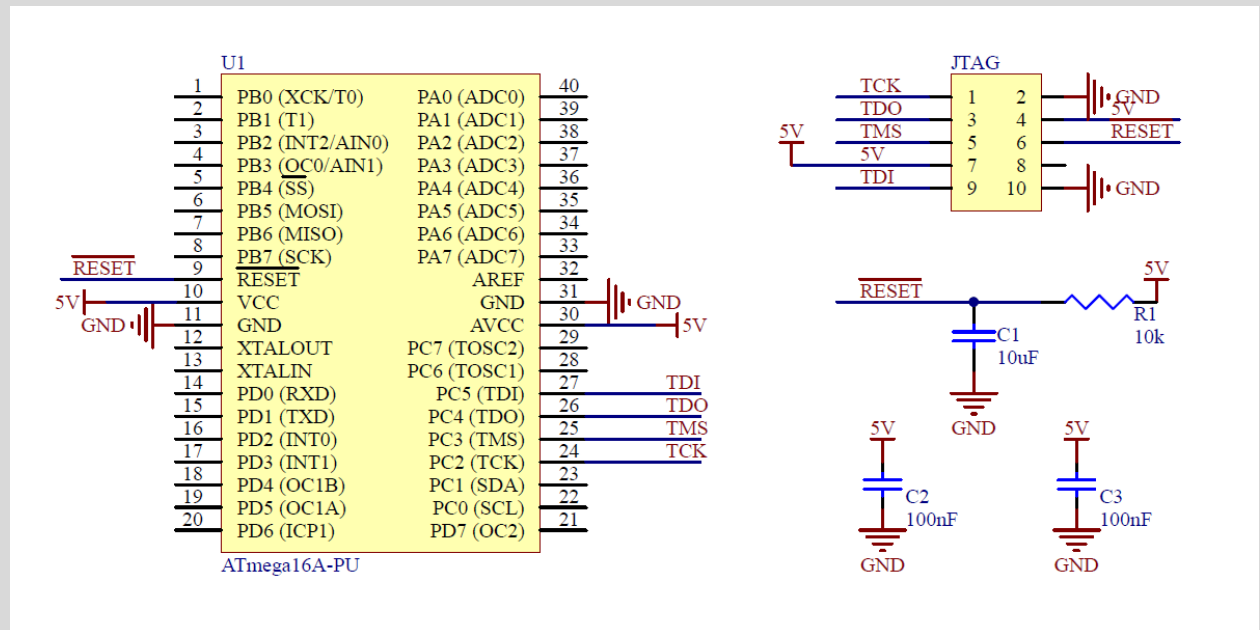 U1
1 PB0 (XCK/T0) PA0 (ADC0) 40
2 PB1 (T1) PA1 (ADC1) 39
3 PB2 (INT2/AIN0) PA2 (ADC2) 38
4 PB3 (OC0/AIN1) PA3 (ADC3) 37
5 PB4 (SS) PA4 (ADC4) 36
6 PB5 (MOSI) PA5 (ADC5) 35
7 PB6 (MISO) PA6 (ADC6) 34
8 PB7 (SCK) PA7 (ADC7) 33
RESET 9 RESET AREF 32
5V 10 VCC GND 31 GND
GND 11 GND AVCC 30 5V
12 XTALOUT PC7 (TOSC2) 29
13 XTALIN PC6 (TOSC1) 28
14 PD0 (RXD) PC5 (TDI) 27 TDI
15 PD1 (TXD) PC4 (TDO) 26 TDO
16 PD2 (INT0) PC3 (TMS) 25 TMS
17 PD3 (INT1) PC2 (TCK) 24 TCK
18 PD4 (OC1B) PC1 (SDA) 23
19 PD5 (OC1A) PC0 (SCL) 22
20 PD6 (ICP1) PD7 (OC2) 21
ATmega16A-PU
JTAG
TCK 1 2 GND
TDO 3 4 5V
TMS 5 6 RESET
5V 5V 7 8
TDI 9 10 GND
RESET 5V
R1
10k
C1
10uF
GND
5V
C2
100nF
GND
5V
C3
100nF
GND